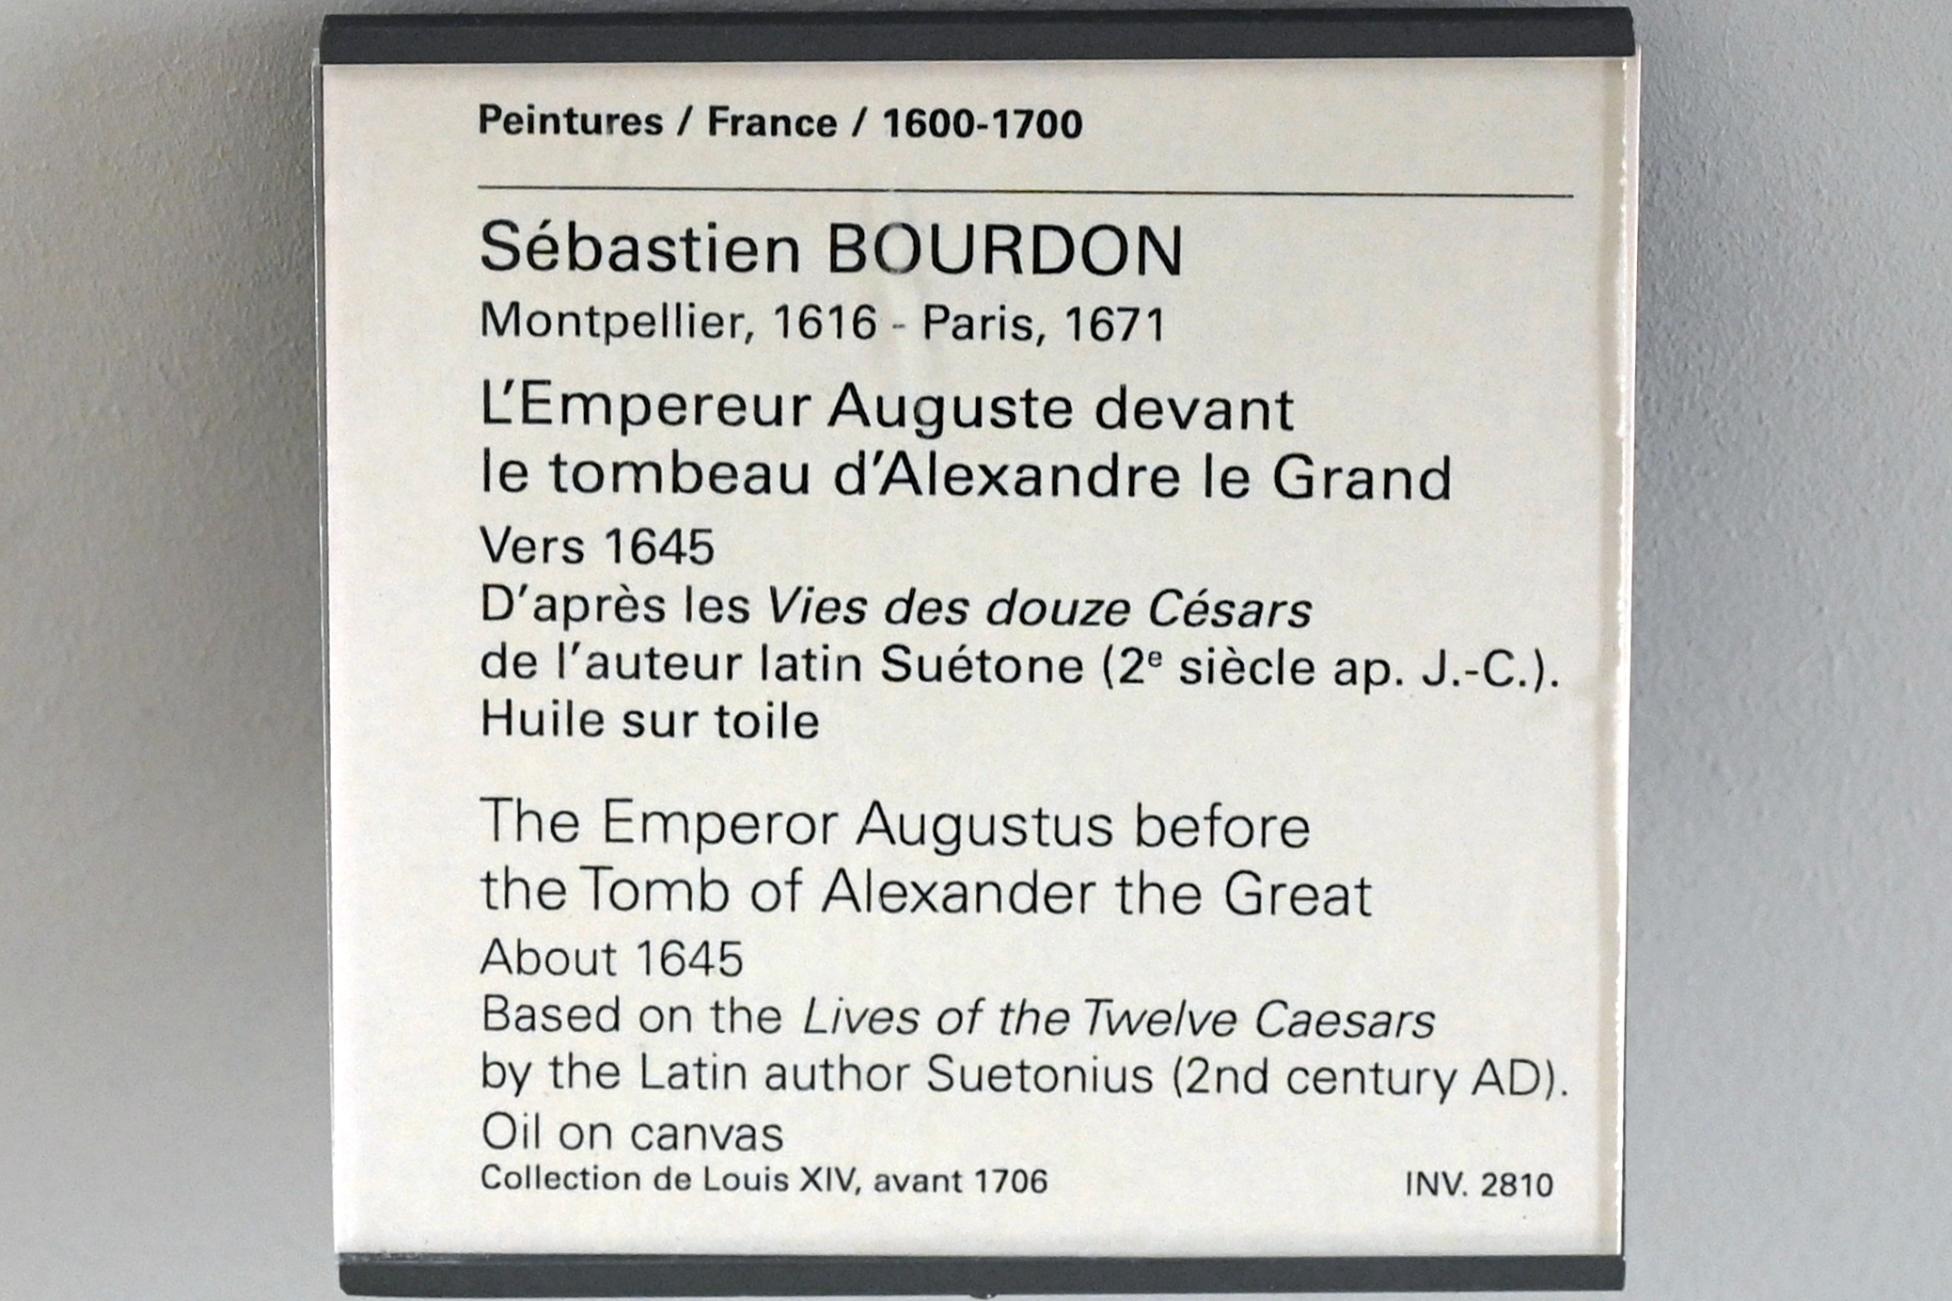 Peintures / France / 1600-1700
Sébastien BOURDON
Montpellier, 1616 - Paris, 1671
L'Empereur Auguste devant
le tombeau d'Alexandre le Grand
Vers 1645
D'après les Vies des douze Césars
de l'auteur latin Suétone (2e siècle ap. J.-C.).
Huile sur toile
The Emperor Augustus before
the Tomb of Alexander the Great
About 1645
Based on the Lives of the Twelve Caesars
by the Latin author Suetonius (2nd century AD).
Oil on canvas
Collection de Louis XIV, avant 1706 INV. 2810